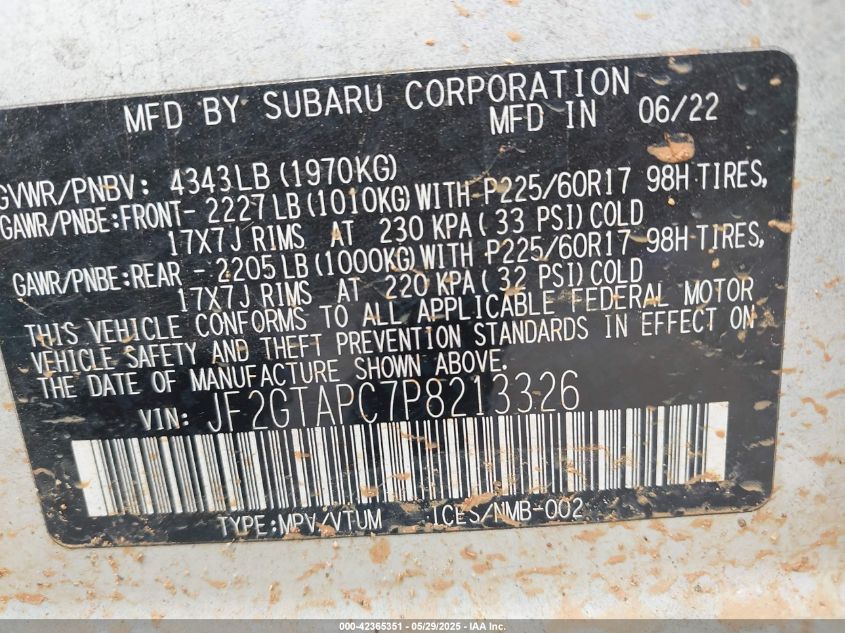 MFD BY SUBARU CORPORATION
MFD IN 06/22
GVWR/PNBV: 4343LB (1970KG)
GAWR/PNBE:FRONT- 2227LB(1010KG)WITH P225/60R17 98H TIRES,
17X7J RIMS AT 230 KPA(33 PSI)COLD
GAWR/PNBE:REAR - 2205LB(1000KG)WITH P225/60R17 98H TIRES,
17X7J RIMS AT 220 KPA(32 PSI)COLD
THIS VEHICLE CONFORMS TO ALL APPLICABLE FEDERAL MOTOR
VEHICLE SAFETY AND THEFT PREVENTION STANDARDS IN EFFECT ON
THE DATE OF MANUFACTURE SHOWN ABOVE.
VIN: JF2GTAPC7P8213326
TYPE:MPV/VTUM ICES/NMB-002
000-42365351 - 05/29/2025 - IAA Inc.